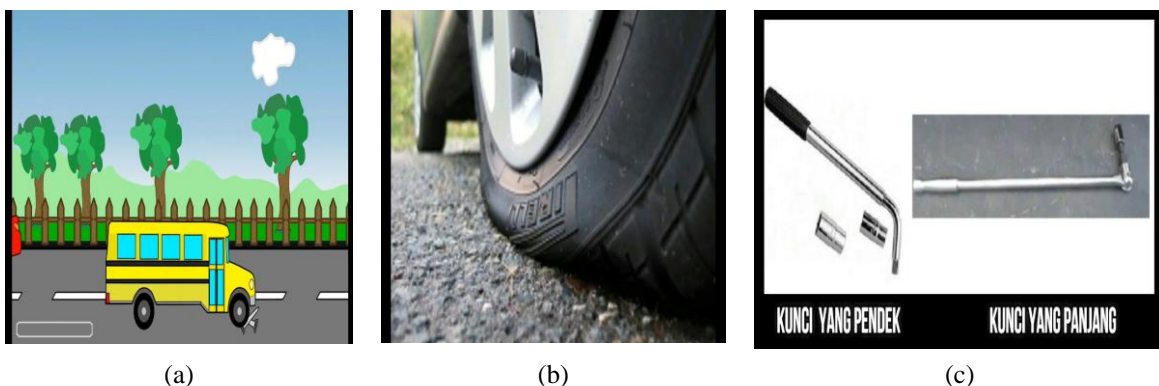 KUNCI YANG PENDEK
KUNCI YANG PANJANG
(a)
(b)
(c)